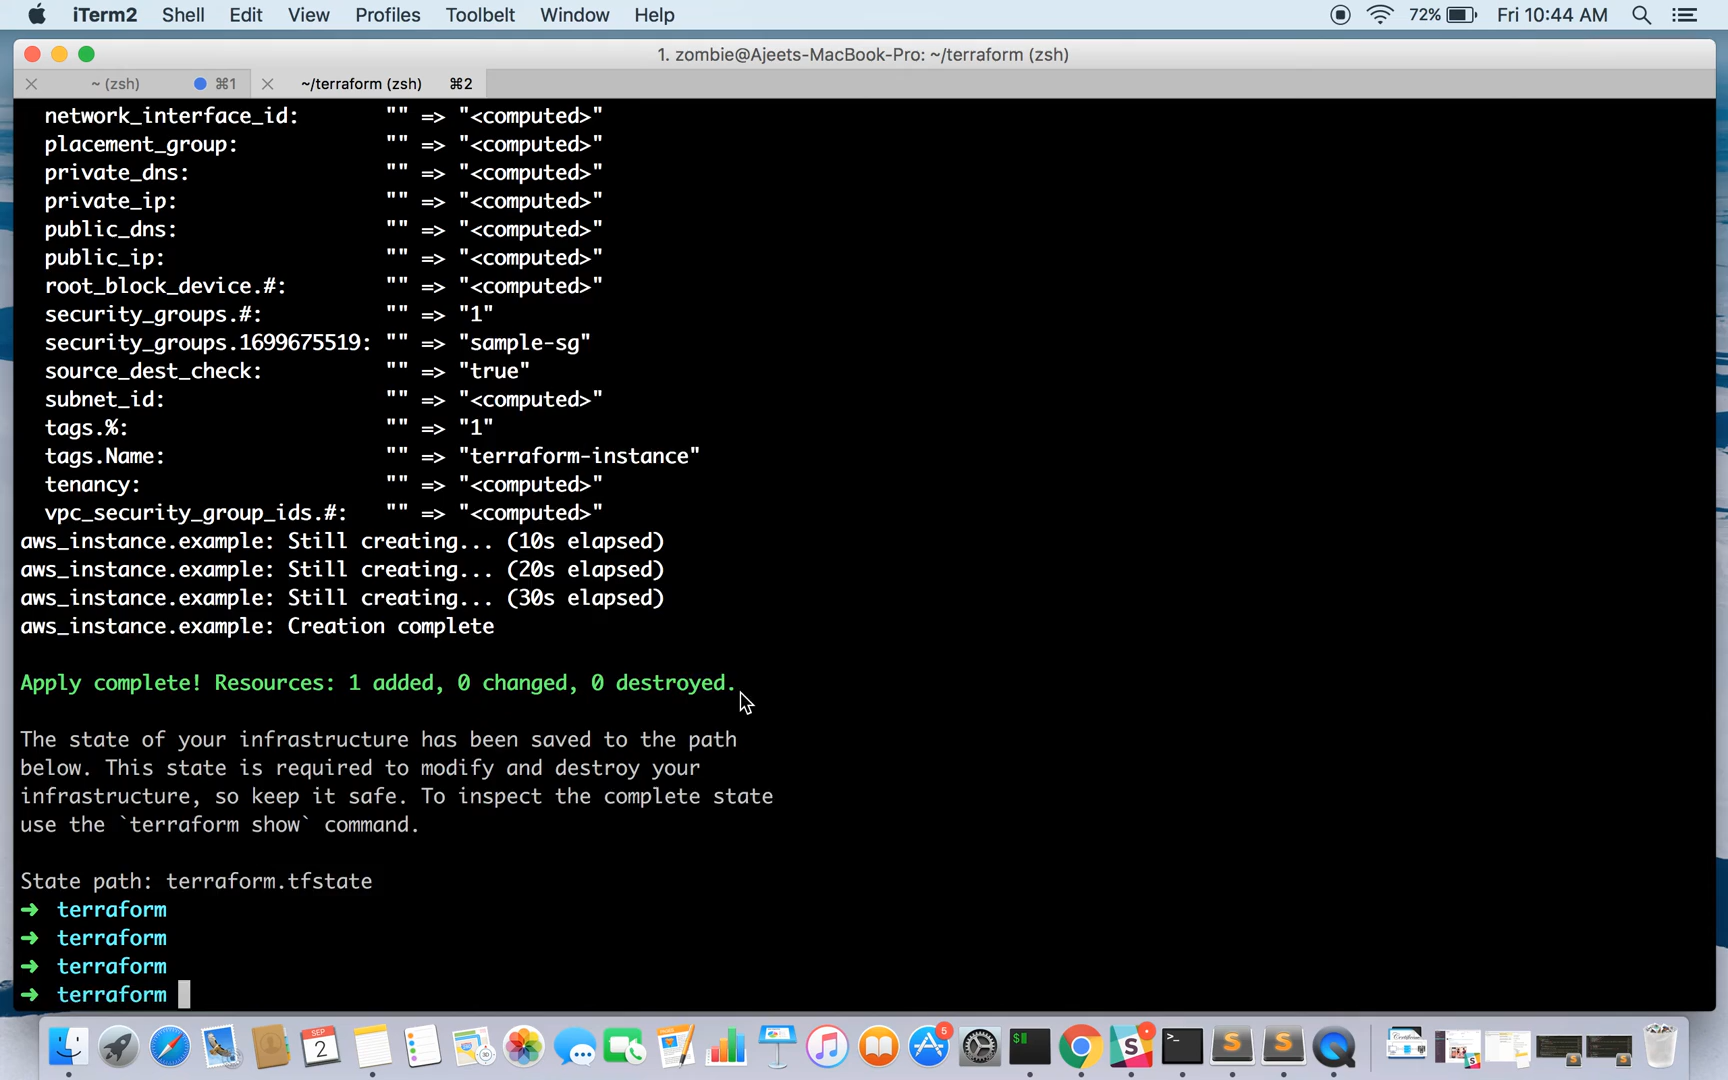 iTerm2 Shell Edit View Profiles Toolbelt Window Help 72% Fri 10:44 AM
1. zombie@Ajeets-MacBook-Pro: ~/terraform (zsh)
~ (zsh) ⌘1 ~/terraform (zsh) ⌘2
network_interface_id: "" => "<computed>"
placement_group: "" => "<computed>"
private_dns: "" => "<computed>"
private_ip: "" => "<computed>"
public_dns: "" => "<computed>"
public_ip: "" => "<computed>"
root_block_device.#: "" => "<computed>"
security_groups.#: "" => "1"
security_groups.1699675519: "" => "sample-sg"
source_dest_check: "" => "true"
subnet_id: "" => "<computed>"
tags.%: "" => "1"
tags.Name: "" => "terraform-instance"
tenancy: "" => "<computed>"
vpc_security_group_ids.#: "" => "<computed>"
aws_instance.example: Still creating... (10s elapsed)
aws_instance.example: Still creating... (20s elapsed)
aws_instance.example: Still creating... (30s elapsed)
aws_instance.example: Creation complete
Apply complete! Resources: 1 added, 0 changed, 0 destroyed.
The state of your infrastructure has been saved to the path
below. This state is required to modify and destroy your
infrastructure, so keep it safe. To inspect the complete state
use the `terraform show` command.
State path: terraform.tfstate
➜ terraform
➜ terraform
➜ terraform
➜ terraform
SEP
2
5